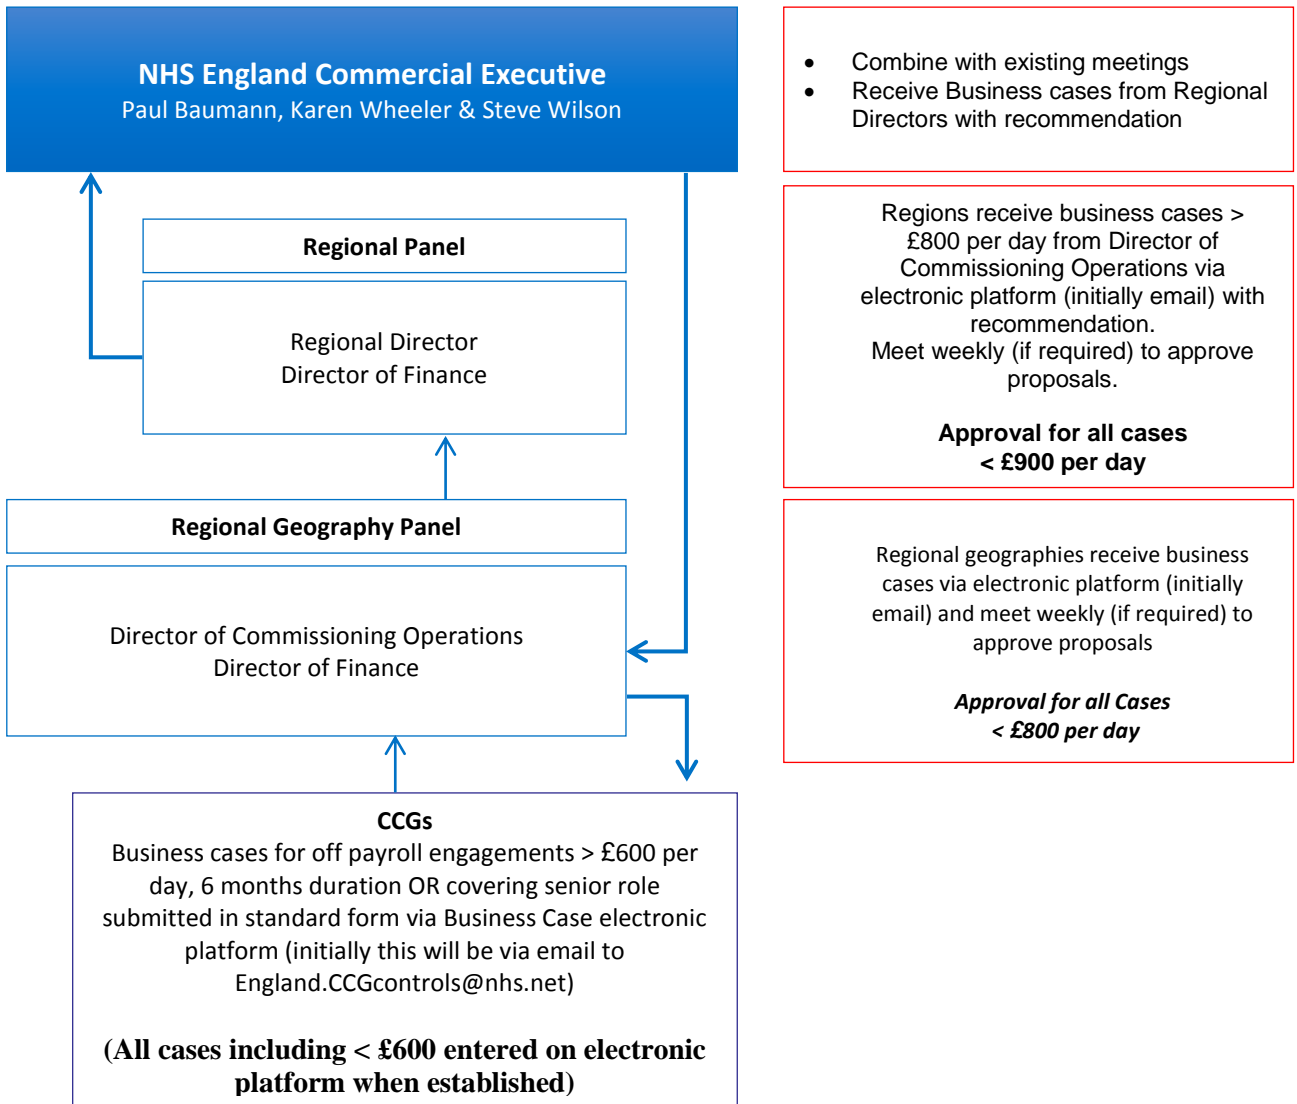 NHS England Commercial Executive
Paul Baumann, Karen Wheeler & Steve Wilson
• Combine with existing meetings
• Receive Business cases from Regional
Directors with recommendation
Regional Panel
Regional Director
Director of Finance
Regions receive business cases >
£800 per day from Director of
Commissioning Operations via
electronic platform (initially email) with
recommendation.
Meet weekly (if required) to approve
proposals.
Approval for all cases
< £900 per day
Regional Geography Panel
Director of Commissioning Operations
Director of Finance
Regional geographies receive business
cases via electronic platform (initially
email) and meet weekly (if required) to
approve proposals
Approval for all Cases
< £800 per day
CCGs
Business cases for off payroll engagements > £600 per
day, 6 months duration OR covering senior role
submitted in standard form via Business Case electronic
platform (initially this will be via email to
England.CCGcontrols@nhs.net)
(All cases including < £600 entered on electronic
platform when established)